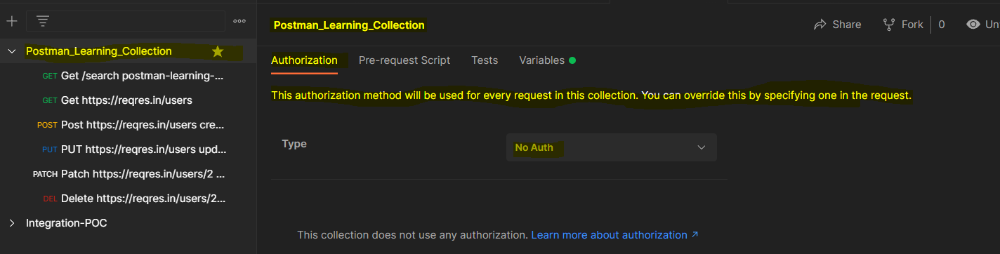 Postman_Learning_Collection
GET Get /search postman-learning-...
GET Get https://reqres.in/users
POST Post https://reqres.in/users cre...
PUT PUT https://reqres.in/users upd...
PATCH Patch https://reqres.in/users/2 ...
DEL Delete https://reqres.in/users/2...
Integration-POC
Postman_Learning_Collection
Share Fork 0 Un
Authorization Pre-request Script Tests Variables
This authorization method will be used for every request in this collection. You can override this by specifying one in the request.
Type No Auth
This collection does not use any authorization. Learn more about authorization ↗